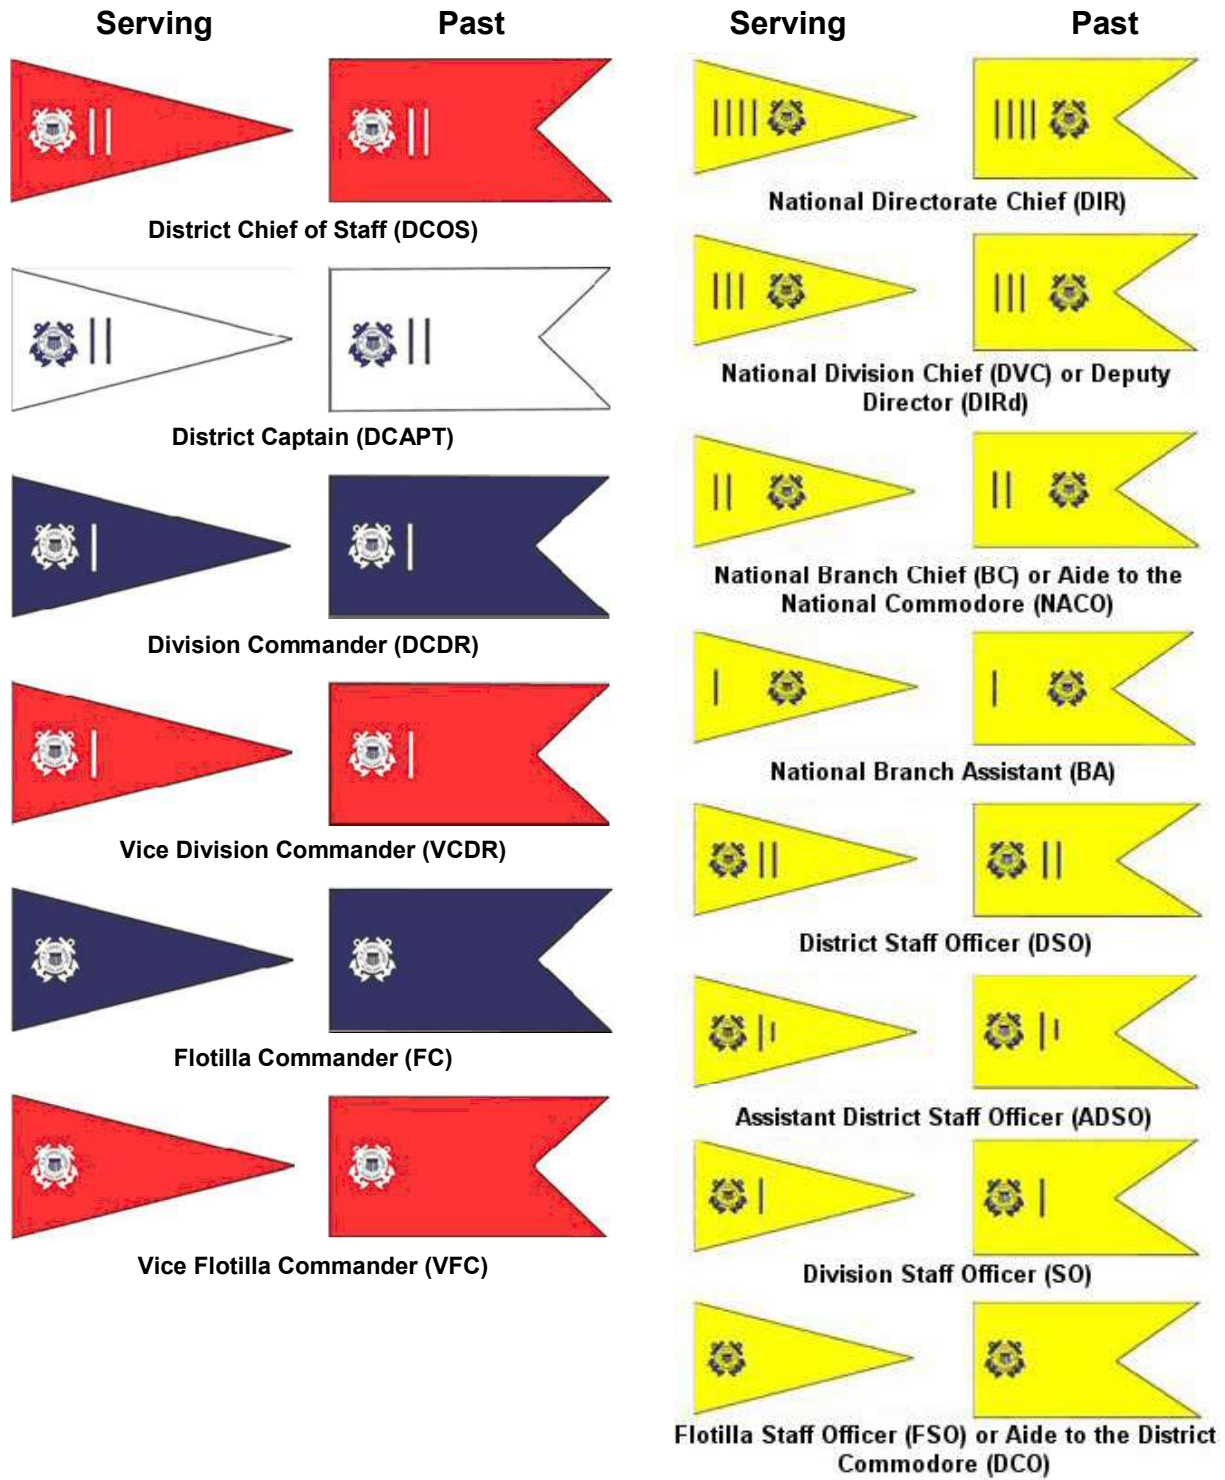 Serving Past
District Chief of Staff (DCOS)
District Captain (DCAPT)
Division Commander (DCDR)
Vice Division Commander (VCDR)
Flotilla Commander (FC)
Vice Flotilla Commander (VFC)
Serving Past
National Directorate Chief (DIR)
National Division Chief (DVC) or Deputy
Director (DIRd)
National Branch Chief (BC) or Aide to the
National Commodore (NACO)
National Branch Assistant (BA)
District Staff Officer (DSO)
Assistant District Staff Officer (ADSO)
Division Staff Officer (SO)
Flotilla Staff Officer (FSO) or Aide to the District
Commodore (DCO)